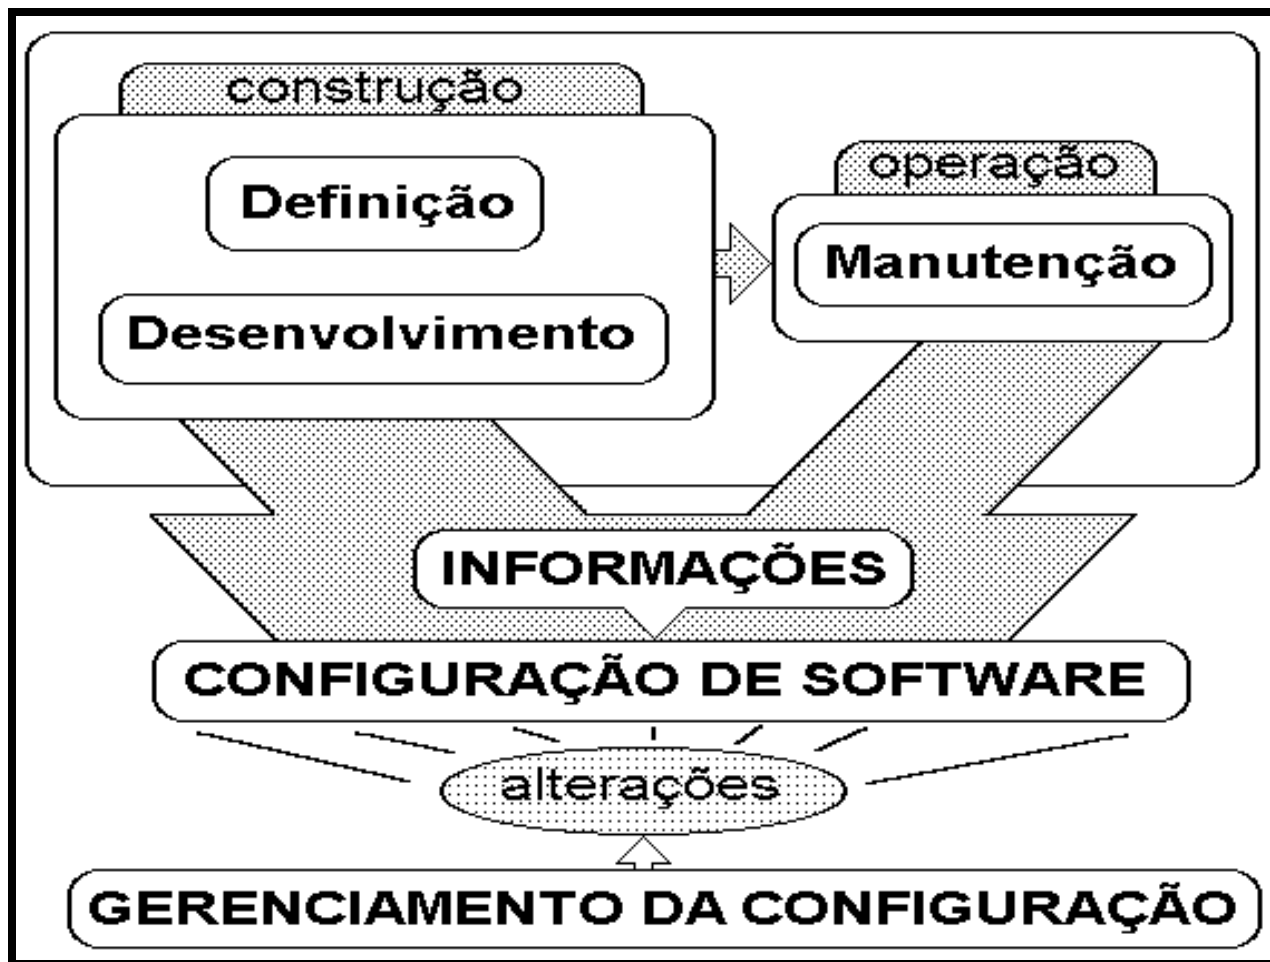 construção
Definição
Desenvolvimento
operação
Manutenção
INFORMAÇÕES
CONFIGURAÇÃO DE SOFTWARE
alterações
GERENCIAMENTO DA CONFIGURAÇÃO